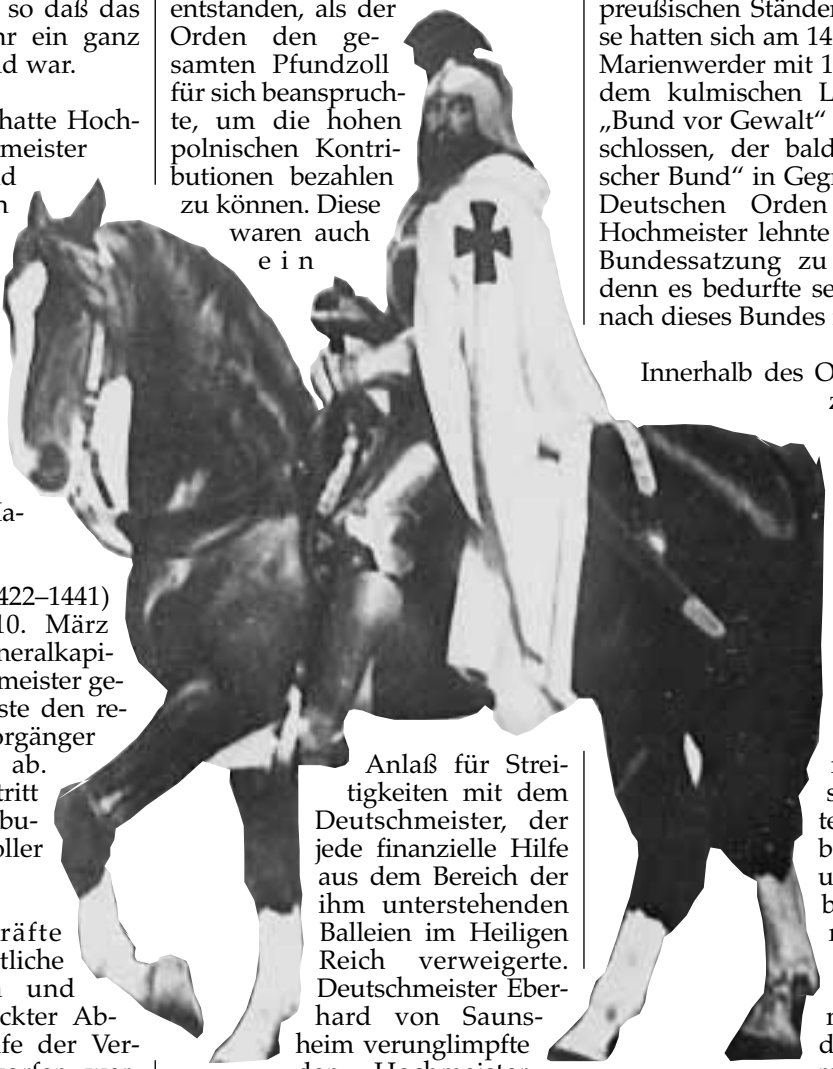 so daß das
hr ein ganz
d war.
hatte Hoch-
meister
d
n
a-
422–1441)
10. März
neralkapi-
meister ge-
ste den re-
orgänger
ab.
tritt
bu-
oller
räfte
tliche
und
ckter Ab-
fe der Ver-
entstanden, als der
Orden den ge-
samten Pfundzoll
für sich beanspruch-
te, um die hohen
polnischen Kontri-
butionen bezahlen
zu können. Diese
waren auch
ein
Anlaß für Strei-
tigkeiten mit dem
Deutschmeister, der
jede finanzielle Hilfe
aus dem Bereich der
ihm unterstehenden
Balleien im Heiligen
Reich verweigerte.
Deutschmeister Eber-
hard von Sauns-
heim verunglimpfte
den Hochmeister
preußischen Stände
se hatten sich am 14
Marienwerder mit 1
dem kulmischen L
„Bund vor Gewalt“
schlossen, der bald
scher Bund“ in Geg
Deutschen Orden
Hochmeister lehnte
Bundessatzung zu
denn es bedurfte se
nach dieses Bundes
Innerhalb des O
z
s
te
b
u
b
d